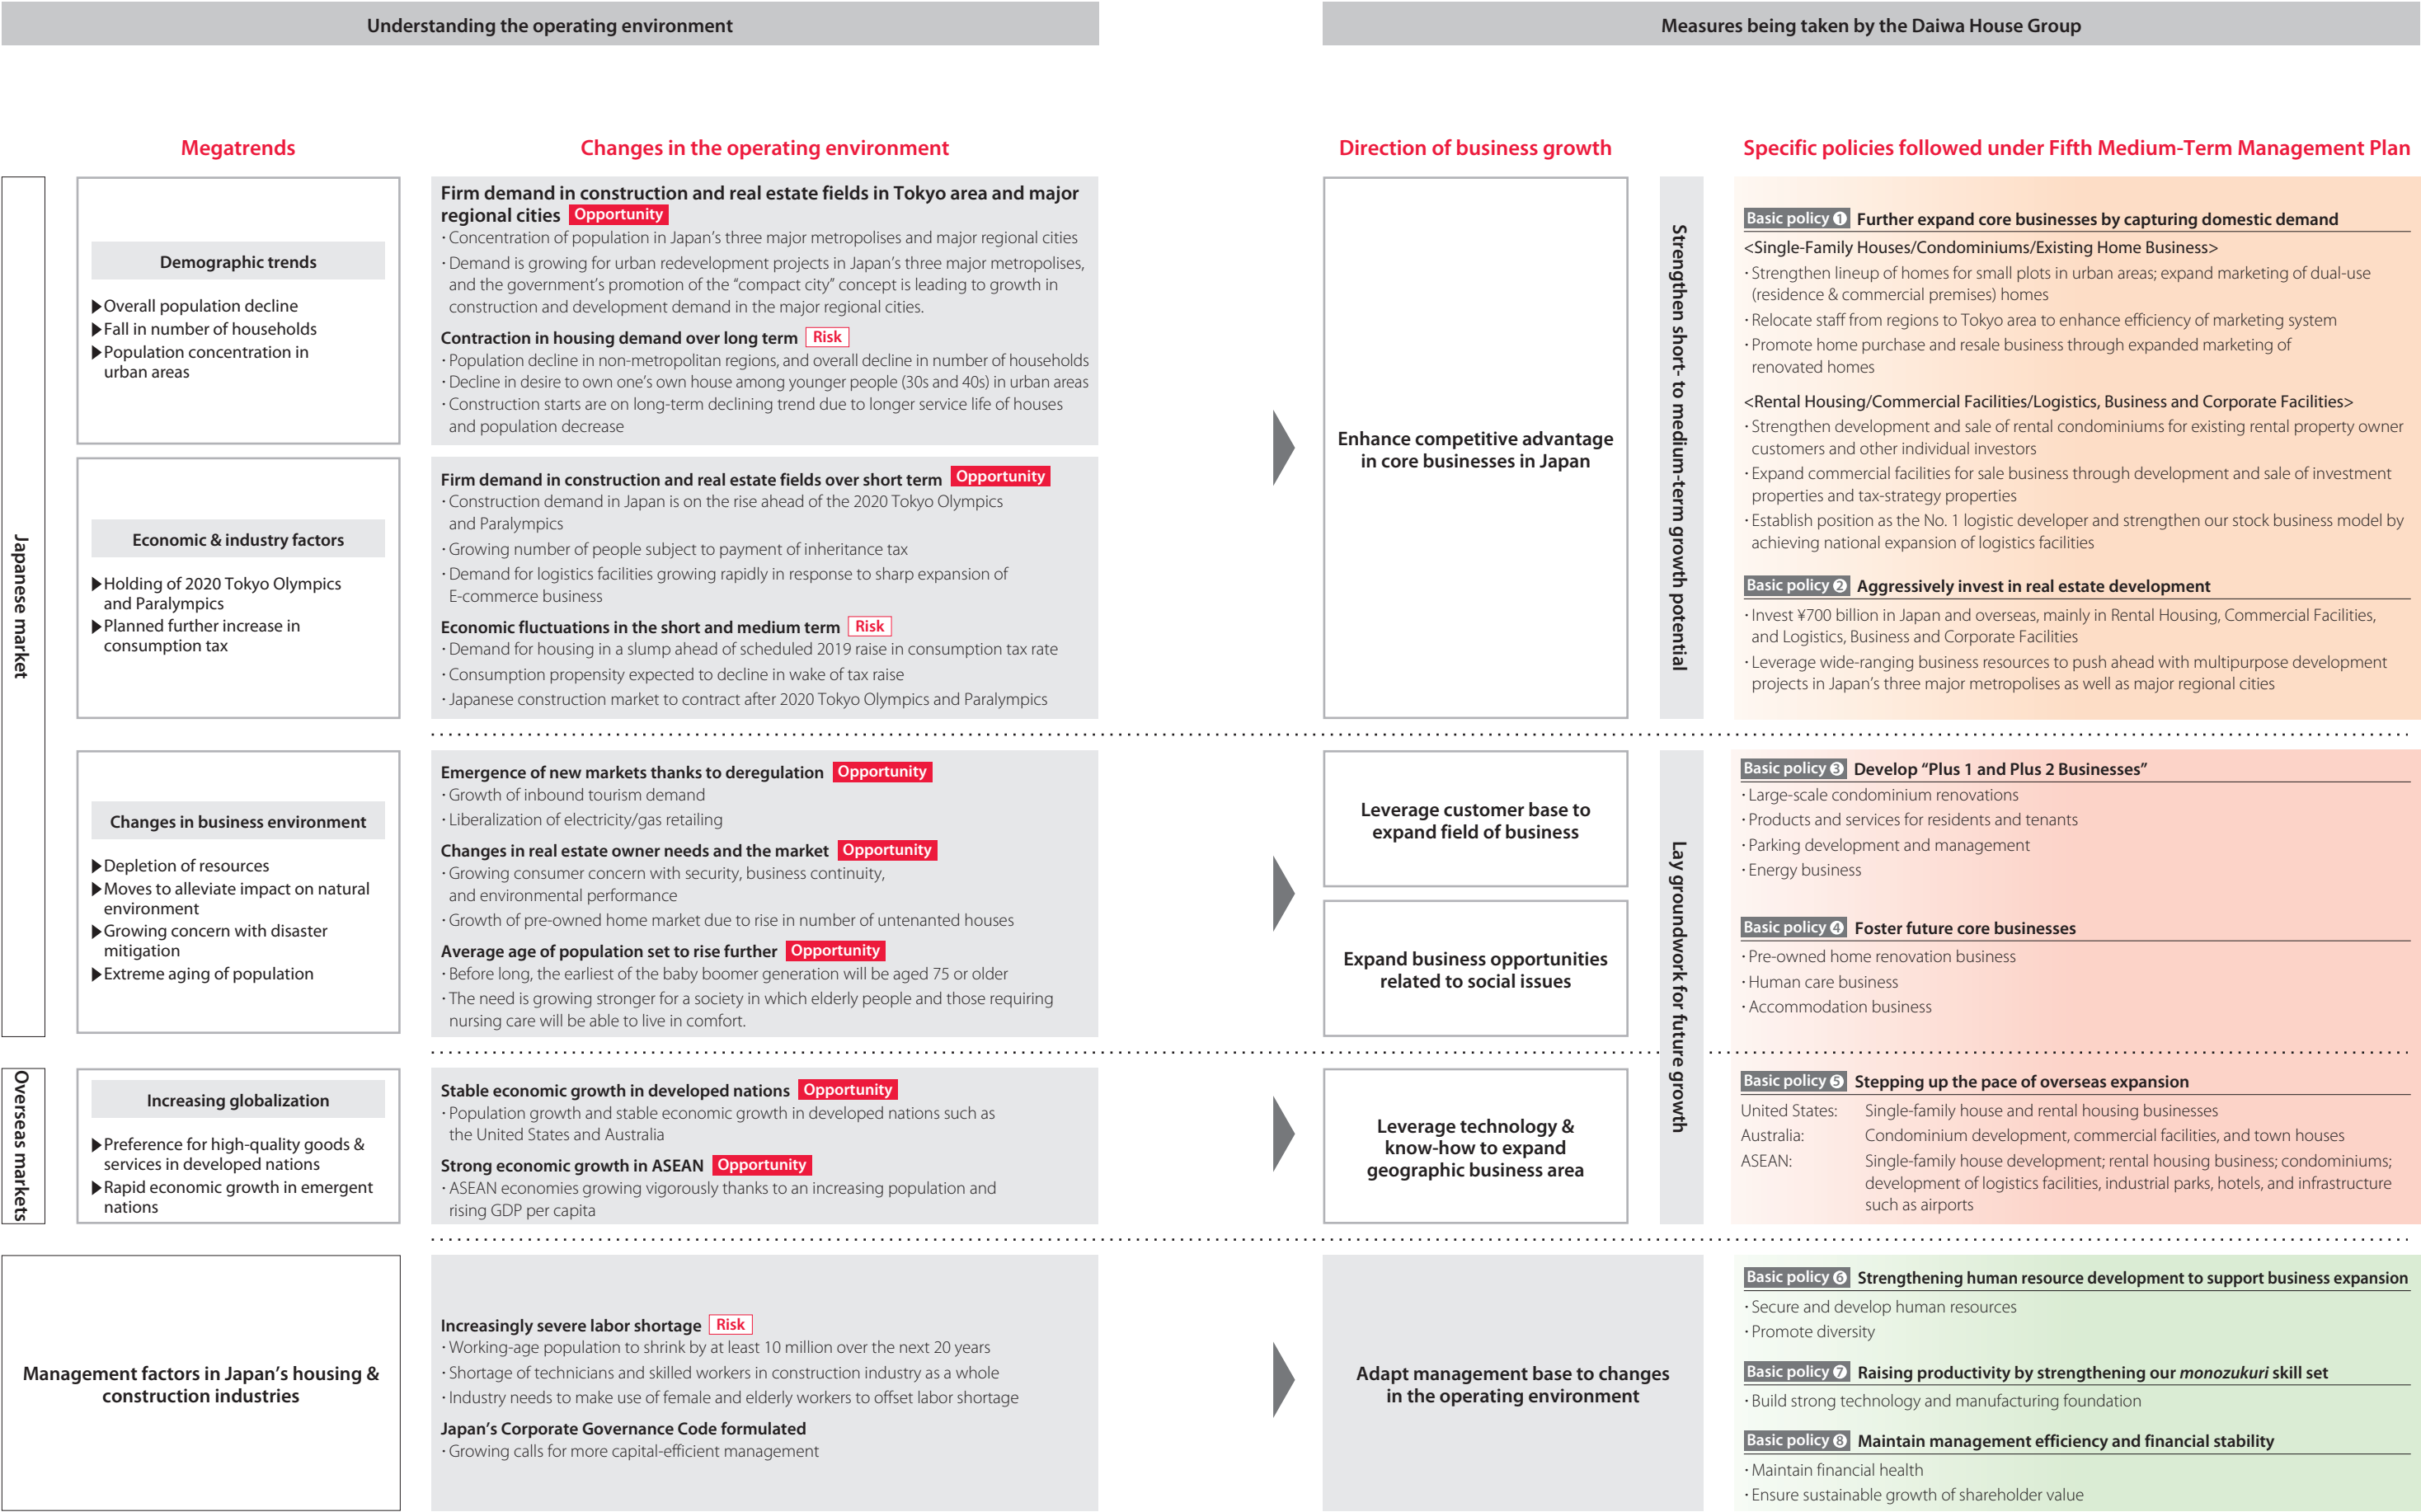 Understanding the operating environment
Measures being taken by the Daiwa House Group
Megatrends
Changes in the operating environment
Direction of business growth
Specific policies followed under Fifth Medium-Term Management Plan
Japanese market
Demographic trends
▶Overall population decline
▶Fall in number of households
▶Population concentration in
urban areas
Firm demand in construction and real estate fields in Tokyo area and major
regional cities Opportunity
・Concentration of population in Japan’s three major metropolises and major regional cities
・Demand is growing for urban redevelopment projects in Japan’s three major metropolises,
and the government’s promotion of the “compact city” concept is leading to growth in
construction and development demand in the major regional cities.
Contraction in housing demand over long term Risk
・Population decline in non-metropolitan regions, and overall decline in number of households
・Decline in desire to own one’s own house among younger people (30s and 40s) in urban areas
・Construction starts are on long-term declining trend due to longer service life of houses
and population decrease
Economic & industry factors
▶Holding of 2020 Tokyo Olympics
and Paralympics
▶Planned further increase in
consumption tax
Firm demand in construction and real estate fields over short term Opportunity
・Construction demand in Japan is on the rise ahead of the 2020 Tokyo Olympics
and Paralympics
・Growing number of people subject to payment of inheritance tax
・Demand for logistics facilities growing rapidly in response to sharp expansion of
E-commerce business
Economic fluctuations in the short and medium term Risk
・Demand for housing in a slump ahead of scheduled 2019 raise in consumption tax rate
・Consumption propensity expected to decline in wake of tax raise
・Japanese construction market to contract after 2020 Tokyo Olympics and Paralympics
Enhance competitive advantage
in core businesses in Japan
Strengthen short- to medium-term growth potential
Basic policy ❶ Further expand core businesses by capturing domestic demand
<Single-Family Houses/Condominiums/Existing Home Business>
・Strengthen lineup of homes for small plots in urban areas; expand marketing of dual-use
(residence & commercial premises) homes
・Relocate staff from regions to Tokyo area to enhance efficiency of marketing system
・Promote home purchase and resale business through expanded marketing of
renovated homes
<Rental Housing/Commercial Facilities/Logistics, Business and Corporate Facilities>
・Strengthen development and sale of rental condominiums for existing rental property owner
customers and other individual investors
・Expand commercial facilities for sale business through development and sale of investment
properties and tax-strategy properties
・Establish position as the No. 1 logistic developer and strengthen our stock business model by
achieving national expansion of logistics facilities
Basic policy ❷ Aggressively invest in real estate development
・Invest ¥700 billion in Japan and overseas, mainly in Rental Housing, Commercial Facilities,
and Logistics, Business and Corporate Facilities
・Leverage wide-ranging business resources to push ahead with multipurpose development
projects in Japan’s three major metropolises as well as major regional cities
Changes in business environment
▶Depletion of resources
▶Moves to alleviate impact on natural
environment
▶Growing concern with disaster
mitigation
▶Extreme aging of population
Emergence of new markets thanks to deregulation Opportunity
・Growth of inbound tourism demand
・Liberalization of electricity/gas retailing
Changes in real estate owner needs and the market Opportunity
・Growing consumer concern with security, business continuity,
and environmental performance
・Growth of pre-owned home market due to rise in number of untenanted houses
Average age of population set to rise further Opportunity
・Before long, the earliest of the baby boomer generation will be aged 75 or older
・The need is growing stronger for a society in which elderly people and those requiring
nursing care will be able to live in comfort.
Leverage customer base to
expand field of business
Expand business opportunities
related to social issues
Lay groundwork for future growth
Basic policy ❸ Develop “Plus 1 and Plus 2 Businesses”
・Large-scale condominium renovations
・Products and services for residents and tenants
・Parking development and management
・Energy business
Basic policy ❹ Foster future core businesses
・Pre-owned home renovation business
・Human care business
・Accommodation business
Overseas markets
Increasing globalization
▶Preference for high-quality goods &
services in developed nations
▶Rapid economic growth in emergent
nations
Stable economic growth in developed nations Opportunity
・Population growth and stable economic growth in developed nations such as
the United States and Australia
Strong economic growth in ASEAN Opportunity
・ASEAN economies growing vigorously thanks to an increasing population and
rising GDP per capita
Leverage technology &
know-how to expand
geographic business area
Basic policy ❺ Stepping up the pace of overseas expansion
United States: Single-family house and rental housing businesses
Australia: Condominium development, commercial facilities, and town houses
ASEAN: Single-family house development; rental housing business; condominiums;
development of logistics facilities, industrial parks, hotels, and infrastructure
such as airports
Management factors in Japan’s housing &
construction industries
Increasingly severe labor shortage Risk
・Working-age population to shrink by at least 10 million over the next 20 years
・Shortage of technicians and skilled workers in construction industry as a whole
・Industry needs to make use of female and elderly workers to offset labor shortage
Japan’s Corporate Governance Code formulated
・Growing calls for more capital-efficient management
Adapt management base to changes
in the operating environment
Basic policy ❻ Strengthening human resource development to support business expansion
・Secure and develop human resources
・Promote diversity
Basic policy ❼ Raising productivity by strengthening our monozukuri skill set
・Build strong technology and manufacturing foundation
Basic policy ❽ Maintain management efficiency and financial stability
・Maintain financial health
・Ensure sustainable growth of shareholder value